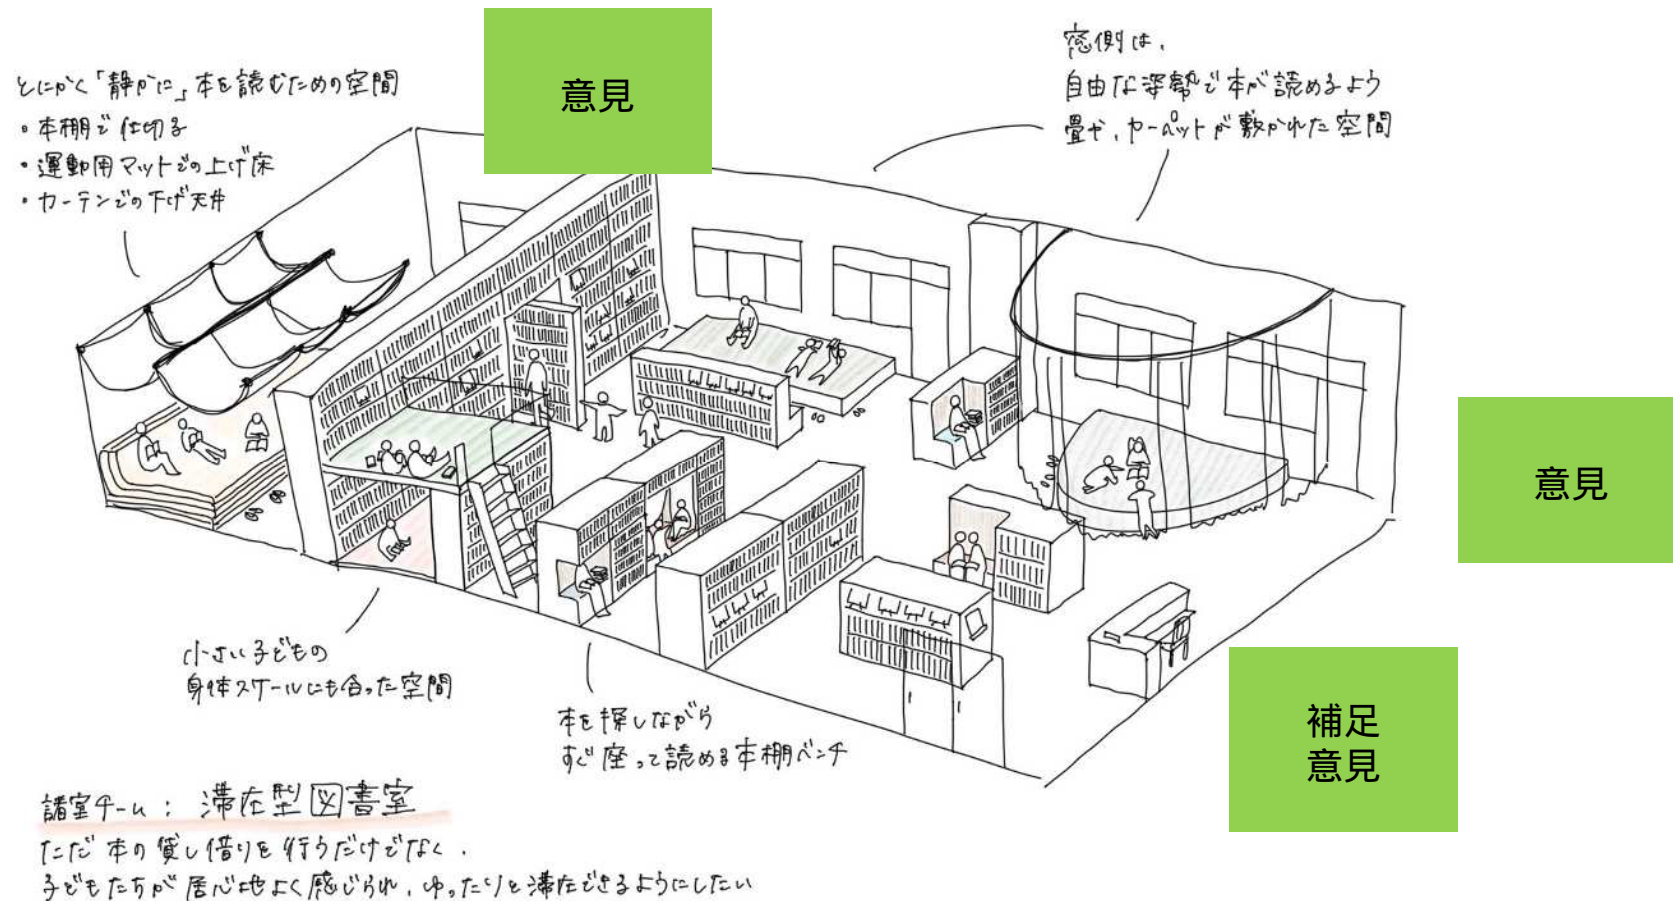 とにかく「静かに」本を読むための空間
・本棚で仕切る
・運動用マットでの上げ床
・カーテンでの下げ天井
意見
窓側は、
自由な姿勢で本が読めるよう
畳や、カーペットが敷かれた空間
意見
小さい子どもの
身体スケールにも合った空間
本を探しながら
すぐ座って読める本棚ベンチ
補足
意見
諸室チーム：滞在型図書室
ただ本の貸し借りを行うだけでなく、
子どもたちが居心地よく感じられ、ゆったりと滞在できるようにしたい